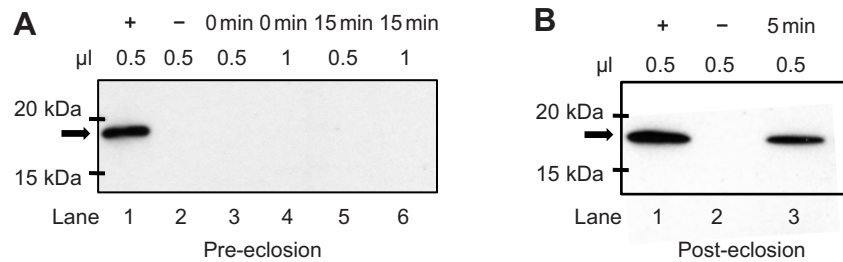 A
+ − 0 min 0 min 15 min 15 min
µl 0.5 0.5 0.5 1 0.5 1
20 kDa
15 kDa
Lane 1 2 3 4 5 6
Pre-eclosion
B
+ − 5 min
µl 0.5 0.5 0.5
20 kDa
15 kDa
Lane 1 2 3
Post-eclosion